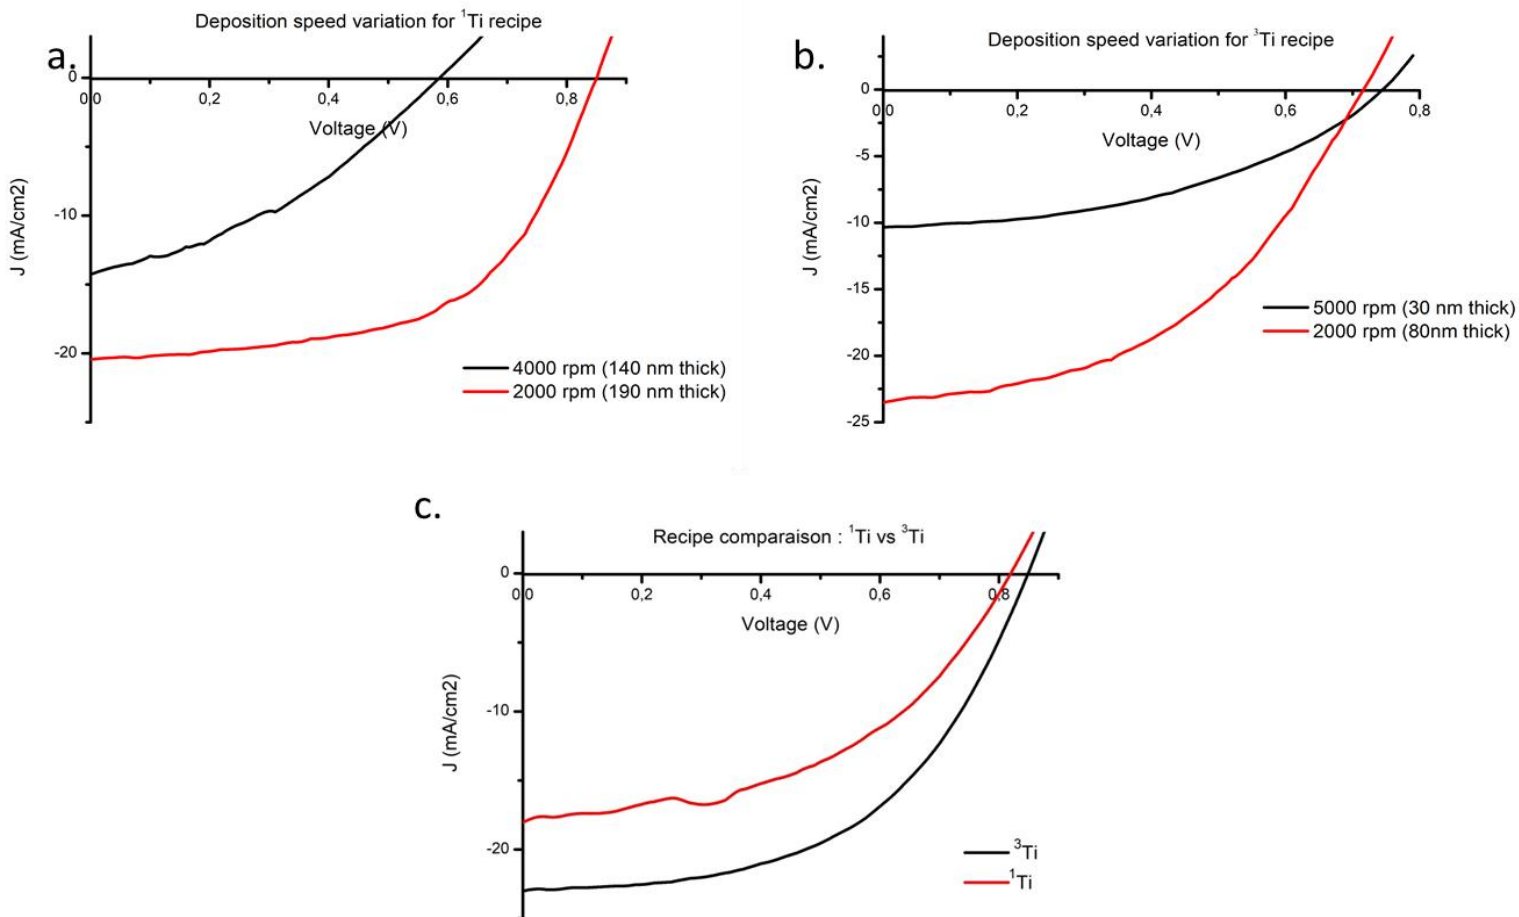 a.
Deposition speed variation for ¹Ti recipe
0
0,0 0,2 0,4 0,6 0,8
Voltage (V)
J (mA/cm2)
-10
-20
4000 rpm (140 nm thick)
2000 rpm (190 nm thick)
b.
Deposition speed variation for ³Ti recipe
0
0,0 0,2 0,4 0,6 0,8
Voltage (V)
J (mA/cm2)
-5
-10
-15
-20
-25
5000 rpm (30 nm thick)
2000 rpm (80nm thick)
c.
Recipe comparaison : ¹Ti vs ³Ti
0
0,0 0,2 0,4 0,6 0,8
Voltage (V)
J (mA/cm2)
-10
-20
³Ti
¹Ti